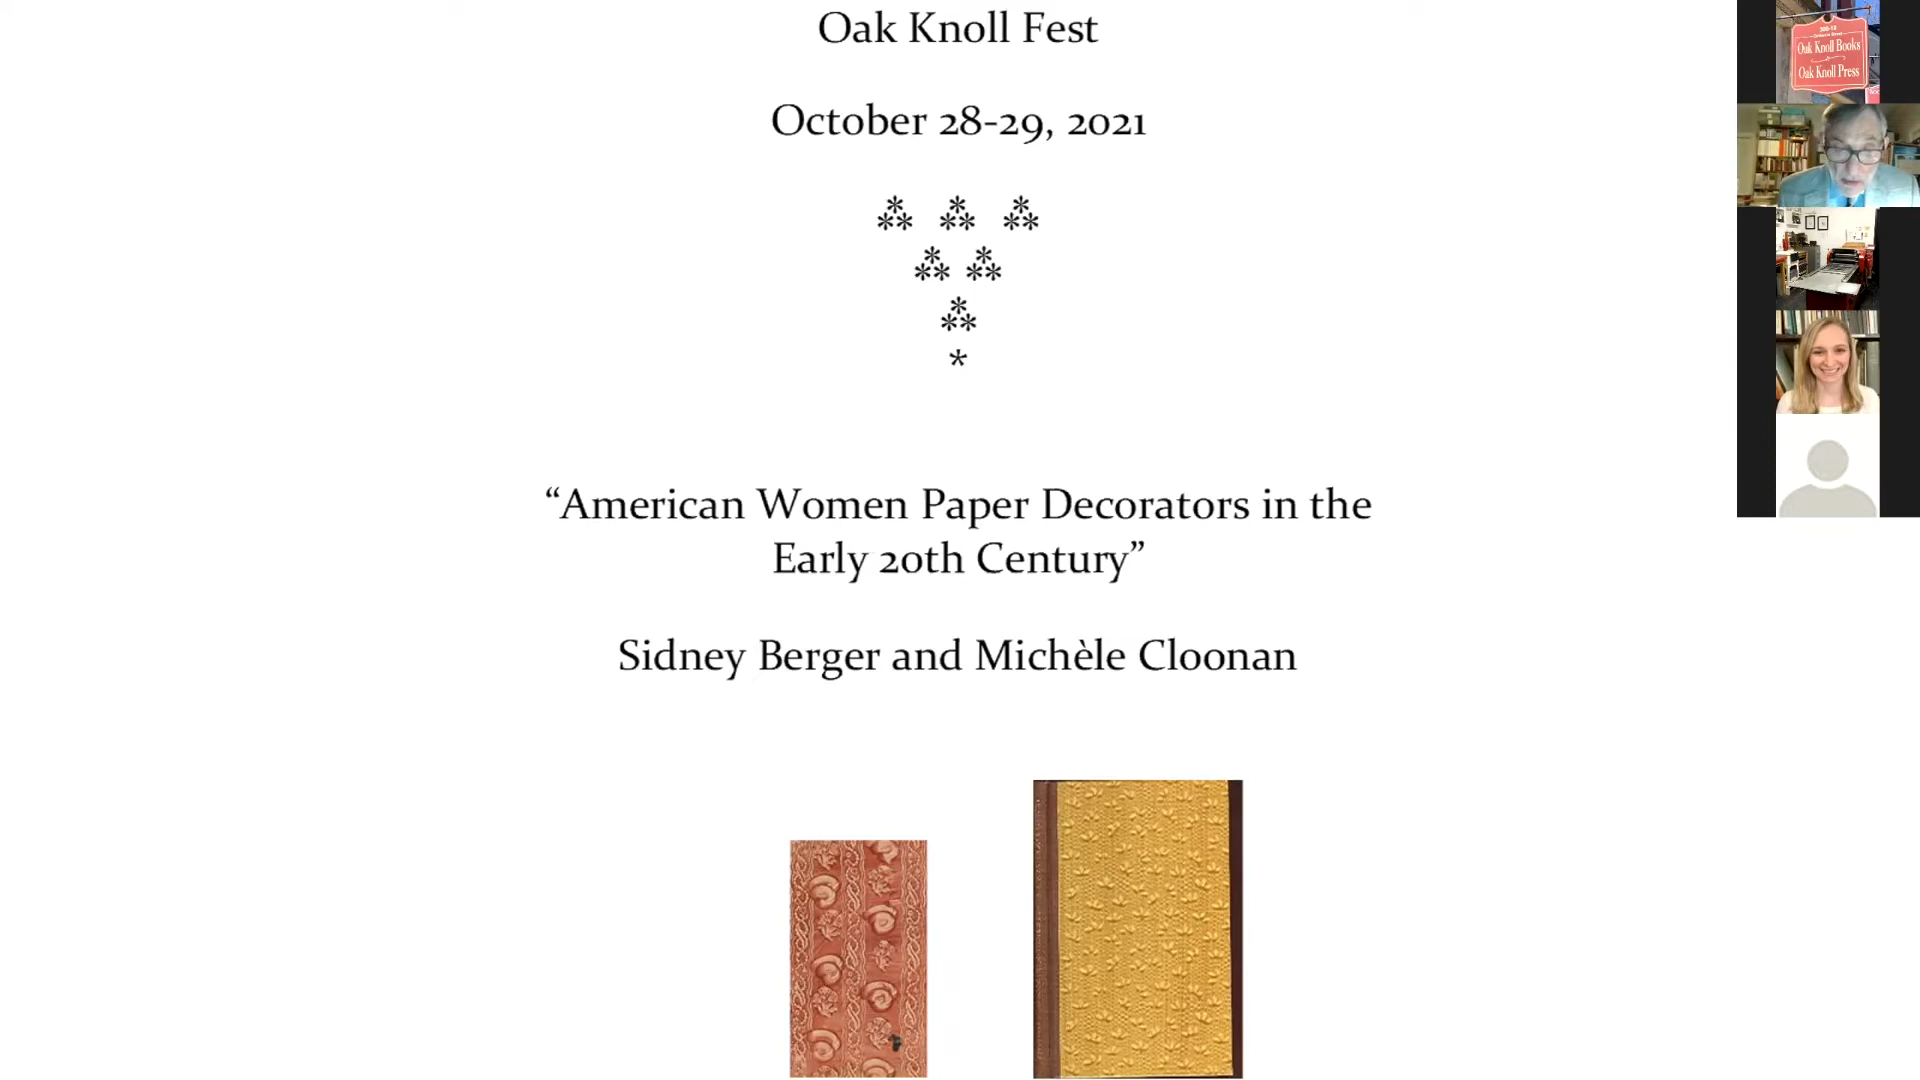 Oak Knoll Fest
October 28-29, 2021
⁂ ⁂ ⁂
⁂ ⁂
⁂
*
“American Women Paper Decorators in the
Early 20th Century”
Sidney Berger and Michèle Cloonan
Oak Knoll Books
Oak Knoll Press